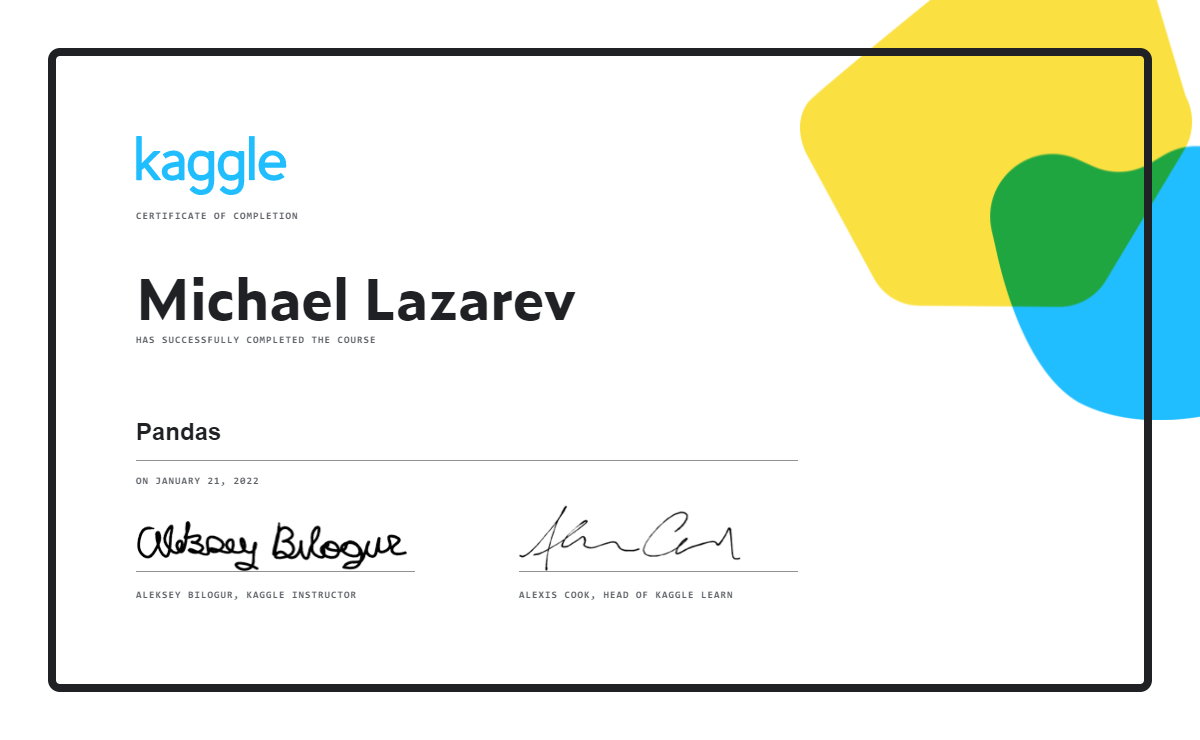 kaggle
CERTIFICATE OF COMPLETION
Michael Lazarev
HAS SUCCESSFULLY COMPLETED THE COURSE
Pandas
ON JANUARY 21, 2022
Aleksey Bilogur
ALEKSEY BILOGUR, KAGGLE INSTRUCTOR
ALEXIS COOK, HEAD OF KAGGLE LEARN